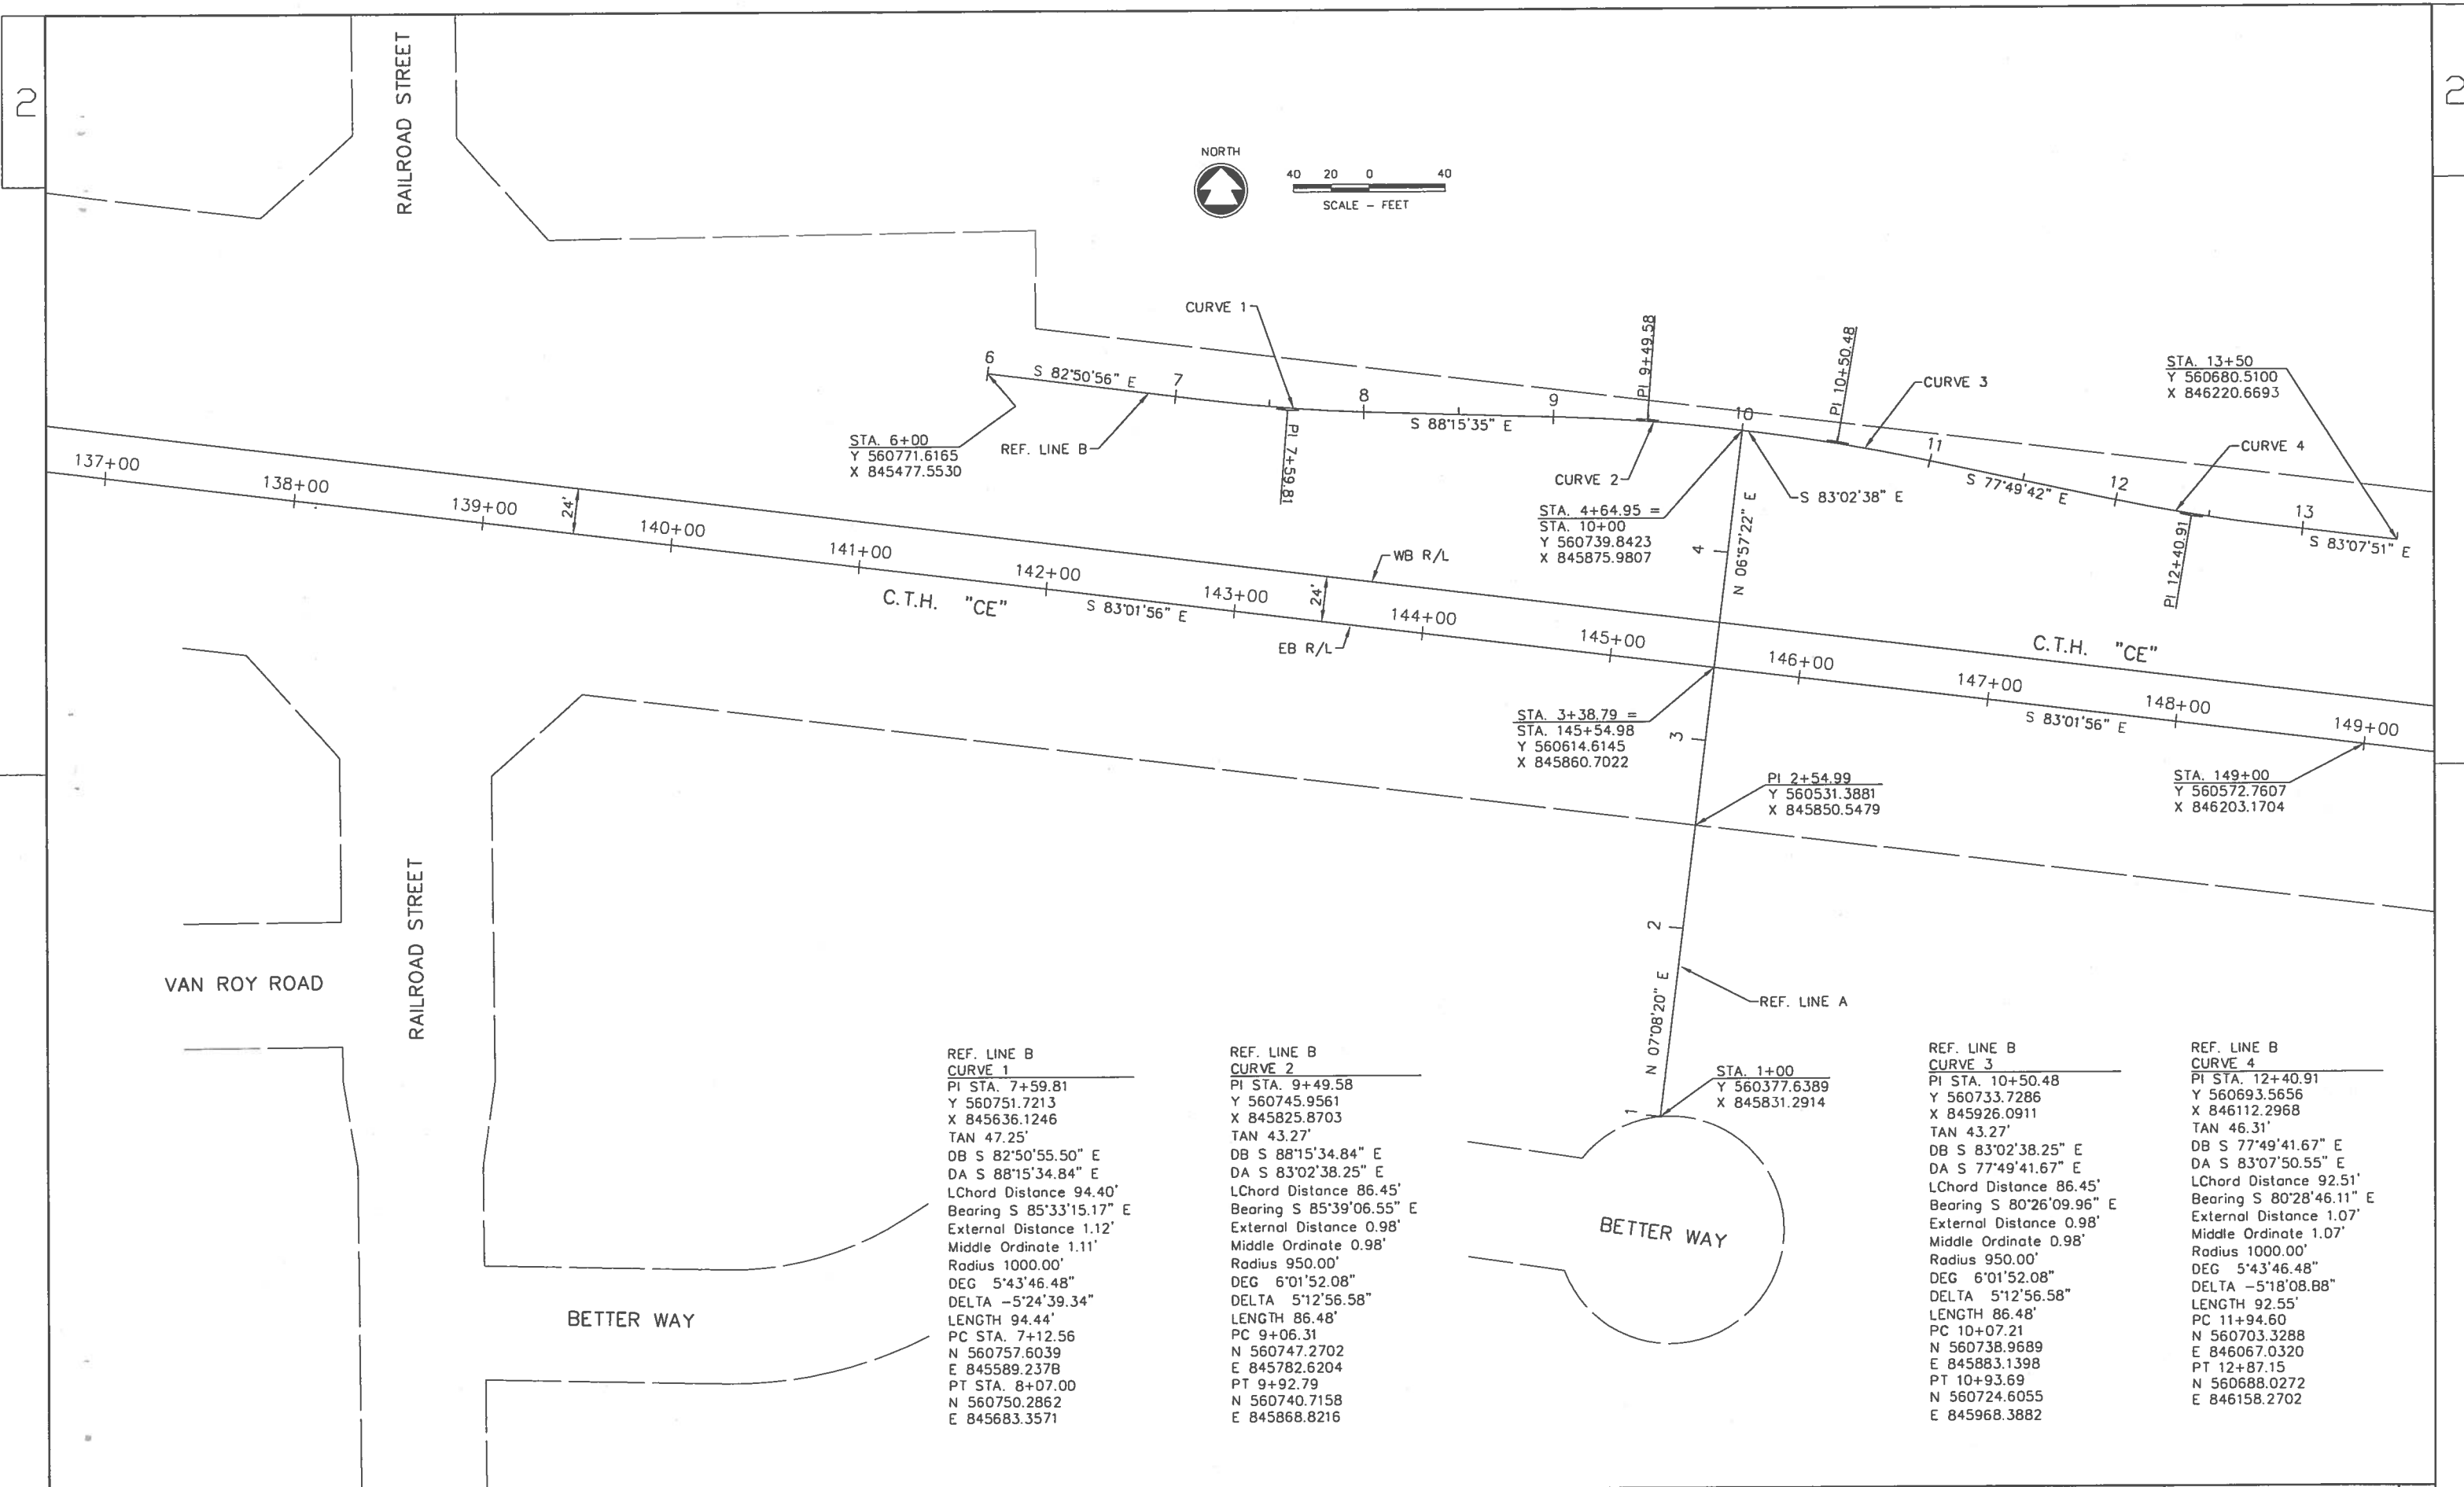 2
2
RAILROAD STREET
NORTH
40 20 0 40
SCALE - FEET
CURVE 1
PI 9+49.58
PI 10+50.48
CURVE 3
STA. 13+50
Y 560680.5100
X 846220.6693
6
S 82°50'56" E
7
8
9
10
11
12
13
S 88°15'35" E
CURVE 4
STA. 6+00
Y 560771.6165
X 845477.5530
REF. LINE B
PI 7+59.81
CURVE 2
S 83°02'38" E
S 77°49'42" E
S 83°07'51" E
PI 12+40.91
STA. 4+64.95 =
STA. 10+00
Y 560739.8423
X 845875.9807
4
N 06°57'22" E
137+00
138+00
139+00
24'
140+00
141+00
142+00
143+00
24'
144+00
145+00
146+00
147+00
148+00
149+00
WB R/L
C.T.H. "CE"
S 83°01'56" E
EB R/L
C.T.H. "CE"
S 83°01'56" E
STA. 3+38.79 =
STA. 145+54.98
Y 560614.6145
X 845860.7022
3
PI 2+54.99
Y 560531.3881
X 845850.5479
STA. 149+00
Y 560572.7607
X 846203.1704
RAILROAD STREET
VAN ROY ROAD
2
N 07°08'20" E
REF. LINE A
1
STA. 1+00
Y 560377.6389
X 845831.2914
BETTER WAY
BETTER WAY
REF. LINE B
CURVE 1
PI STA. 7+59.81
Y 560751.7213
X 845636.1246
TAN 47.25'
DB S 82°50'55.50" E
DA S 88°15'34.84" E
LChord Distance 94.40'
Bearing S 85°33'15.17" E
External Distance 1.12'
Middle Ordinate 1.11'
Radius 1000.00'
DEG 5°43'46.48"
DELTA -5°24'39.34"
LENGTH 94.44'
PC STA. 7+12.56
N 560757.6039
E 845589.2378
PT STA. 8+07.00
N 560750.2862
E 845683.3571
REF. LINE B
CURVE 2
PI STA. 9+49.58
Y 560745.9561
X 845825.8703
TAN 43.27'
DB S 88°15'34.84" E
DA S 83°02'38.25" E
LChord Distance 86.45'
Bearing S 85°39'06.55" E
External Distance 0.98'
Middle Ordinate 0.98'
Radius 950.00'
DEG 6°01'52.08"
DELTA 5°12'56.58"
LENGTH 86.48'
PC 9+06.31
N 560747.2702
E 845782.6204
PT 9+92.79
N 560740.7158
E 845868.8216
REF. LINE B
CURVE 3
PI STA. 10+50.48
Y 560733.7286
X 845926.0911
TAN 43.27'
DB S 83°02'38.25" E
DA S 77°49'41.67" E
LChord Distance 86.45'
Bearing S 80°26'09.96" E
External Distance 0.98'
Middle Ordinate 0.98'
Radius 950.00'
DEG 6°01'52.08"
DELTA 5°12'56.58"
LENGTH 86.48'
PC 10+07.21
N 560738.9689
E 845883.1398
PT 10+93.69
N 560724.6055
E 845968.3882
REF. LINE B
CURVE 4
PI STA. 12+40.91
Y 560693.5656
X 846112.2968
TAN 46.31'
DB S 77°49'41.67" E
DA S 83°07'50.55" E
LChord Distance 92.51'
Bearing S 80°28'46.11" E
External Distance 1.07'
Middle Ordinate 1.07'
Radius 1000.00'
DEG 5°43'46.48"
DELTA -5°18'08.88"
LENGTH 92.55'
PC 11+94.60
N 560703.3288
E 846067.0320
PT 12+87.15
N 560688.0272
E 846158.2702